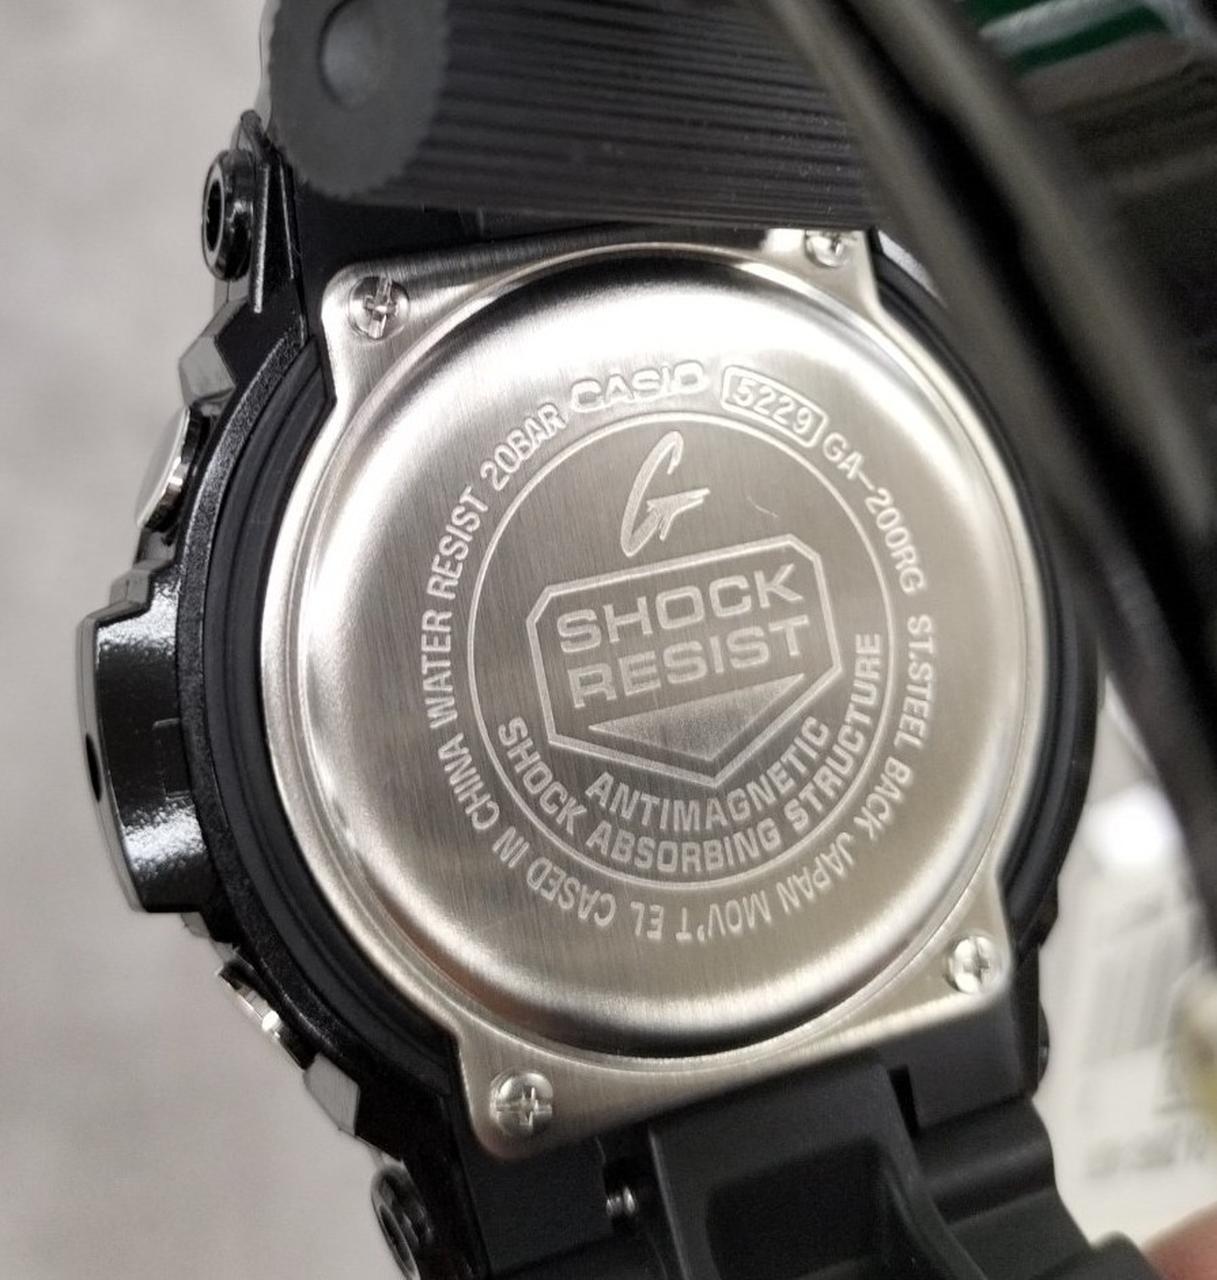 CASIO 5229 GA-200RG ST.STEEL BACK JAPAN MOV'T EL CASED IN CHINA WATER RESIST 20BAR
G
SHOCK
RESIST
ANTIMAGNETIC
SHOCK ABSORBING STRUCTURE